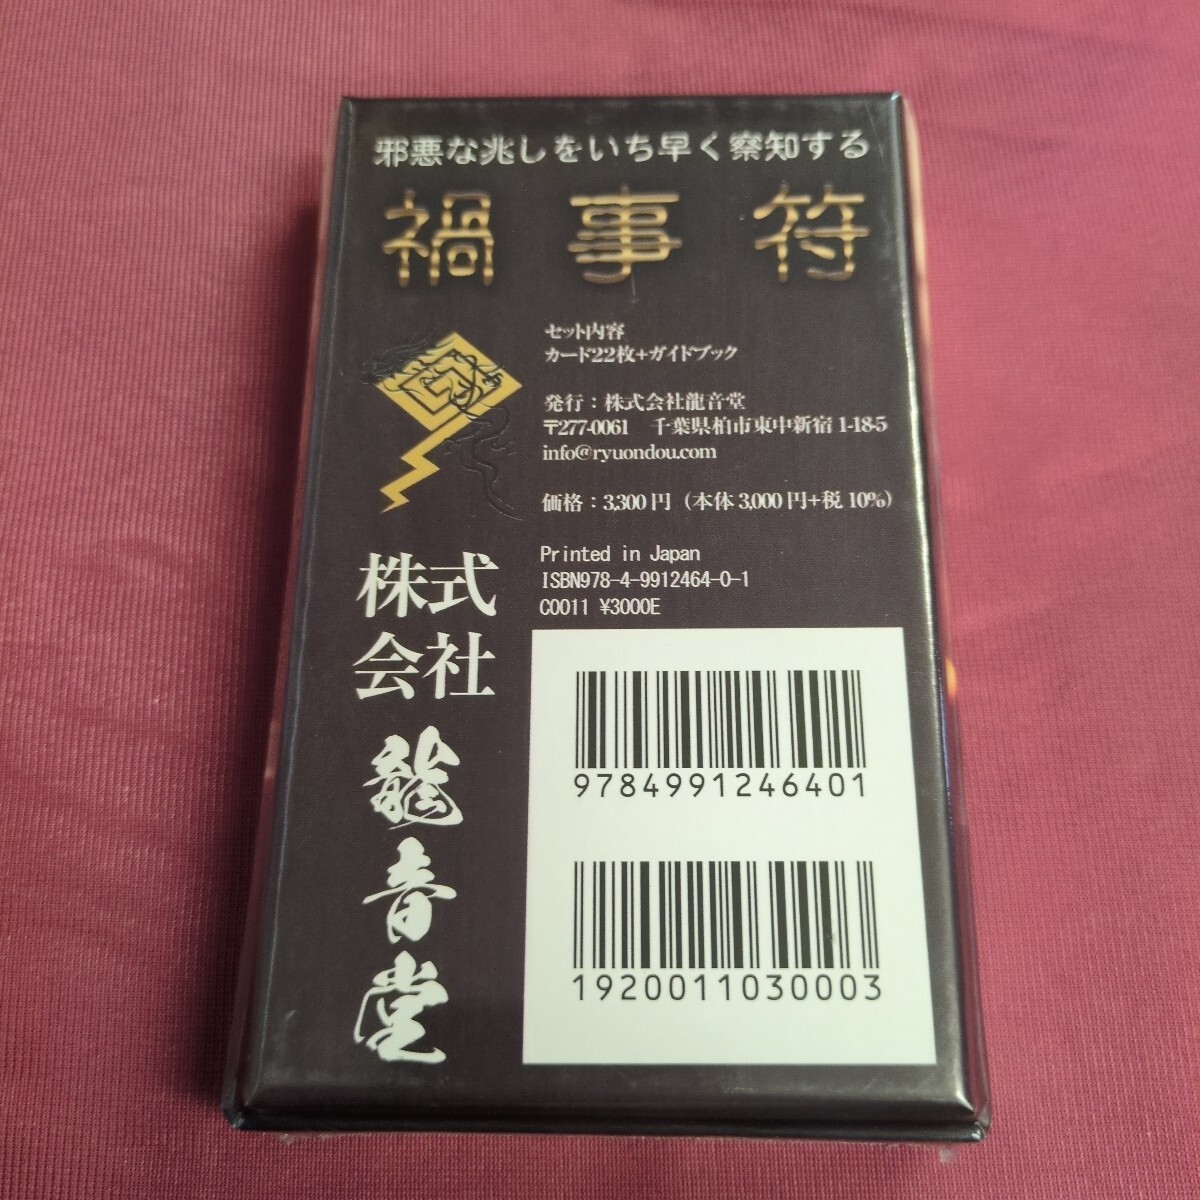 邪悪な兆しをいち早く察知する
禍事符
セット内容
カード22枚+ガイドブック
発行：株式会社龍音堂
〒277-0061 千葉県柏市東中新宿1-18-5
info@ryuondou.com
価格：3,300円（本体3,000円+税10%）
Printed in Japan
ISBN978-4-9912464-0-1
C0011 ¥3000E
株式
会社
龍音堂
9784991246401
1920011030003